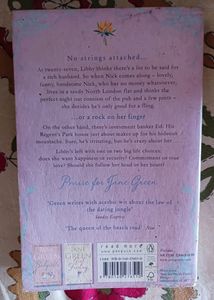 No strings attached...
At twenty-seven, Libby thinks there's a lot to be said for
a rich husband. So when Nick comes along – lovely,
funny, handsome Nick, who has no money whatsoever,
lives in a seedy North London flat and thinks the
perfect night out consists of the pub and a few pints –
she decides he's only good for a fling.
...or a rock on her finger
On the other hand, there's investment banker Ed. His
Regent's Park house just about makes up for his hideous
moustache. Sure, he's irritating, but he's crazy about her
Libby's left with one or two big life choices:
does she want happiness or security? Commitment or true
love? Should she follow her head or her heart?
Praise for Jane Green
'Green writes with acerbic wit about the law of
the dating jungle'
Sunday Express
'The queen of the beach read'
JANE
GREEN
read more
PENGUIN